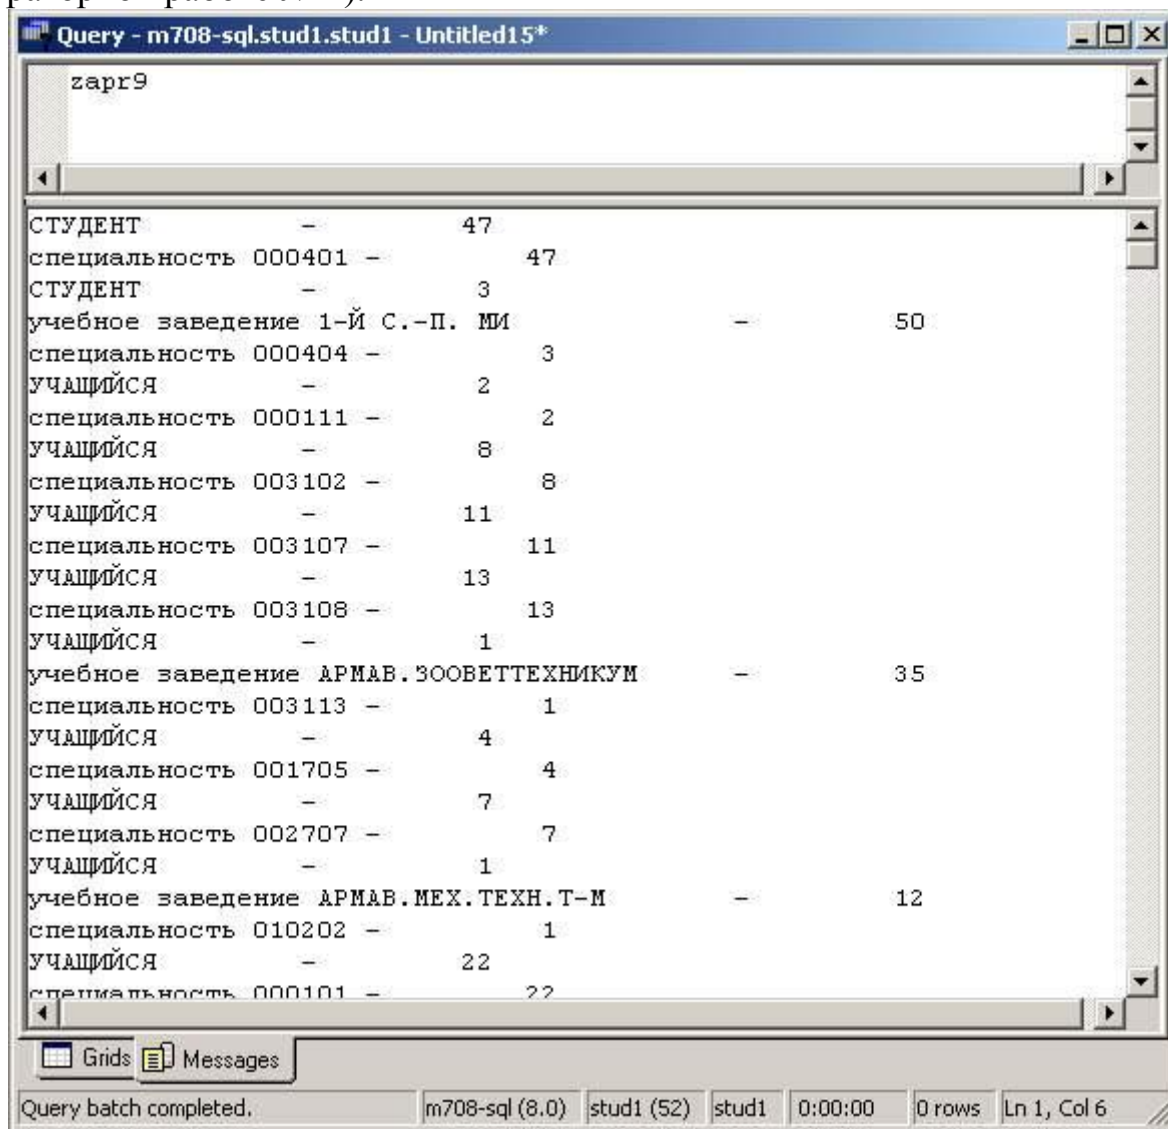 Query - m708-sql.stud1.stud1 - Untitled15*
zapr9
СТУДЕНТ - 47
специальность 000401 - 47
СТУДЕНТ - 3
учебное заведение 1-Й С.-П. МИ - 50
специальность 000404 - 3
УЧАЩИЙСЯ - 2
специальность 000111 - 2
УЧАЩИЙСЯ - 8
специальность 003102 - 8
УЧАЩИЙСЯ - 11
специальность 003107 - 11
УЧАЩИЙСЯ - 13
специальность 003108 - 13
УЧАЩИЙСЯ - 1
учебное заведение АРМАВ.ЗООВЕТТЕХНИКУМ - 35
специальность 003113 - 1
УЧАЩИЙСЯ - 4
специальность 001705 - 4
УЧАЩИЙСЯ - 7
специальность 002707 - 7
УЧАЩИЙСЯ - 1
учебное заведение АРМАВ.МЕХ.ТЕХН.Т-М - 12
специальность 010202 - 1
УЧАЩИЙСЯ - 22
специальность 000101 - 22
Grids Messages
Query batch completed. m708-sql (8.0) stud1 (52) stud1 0:00:00 0 rows Ln 1, Col 6